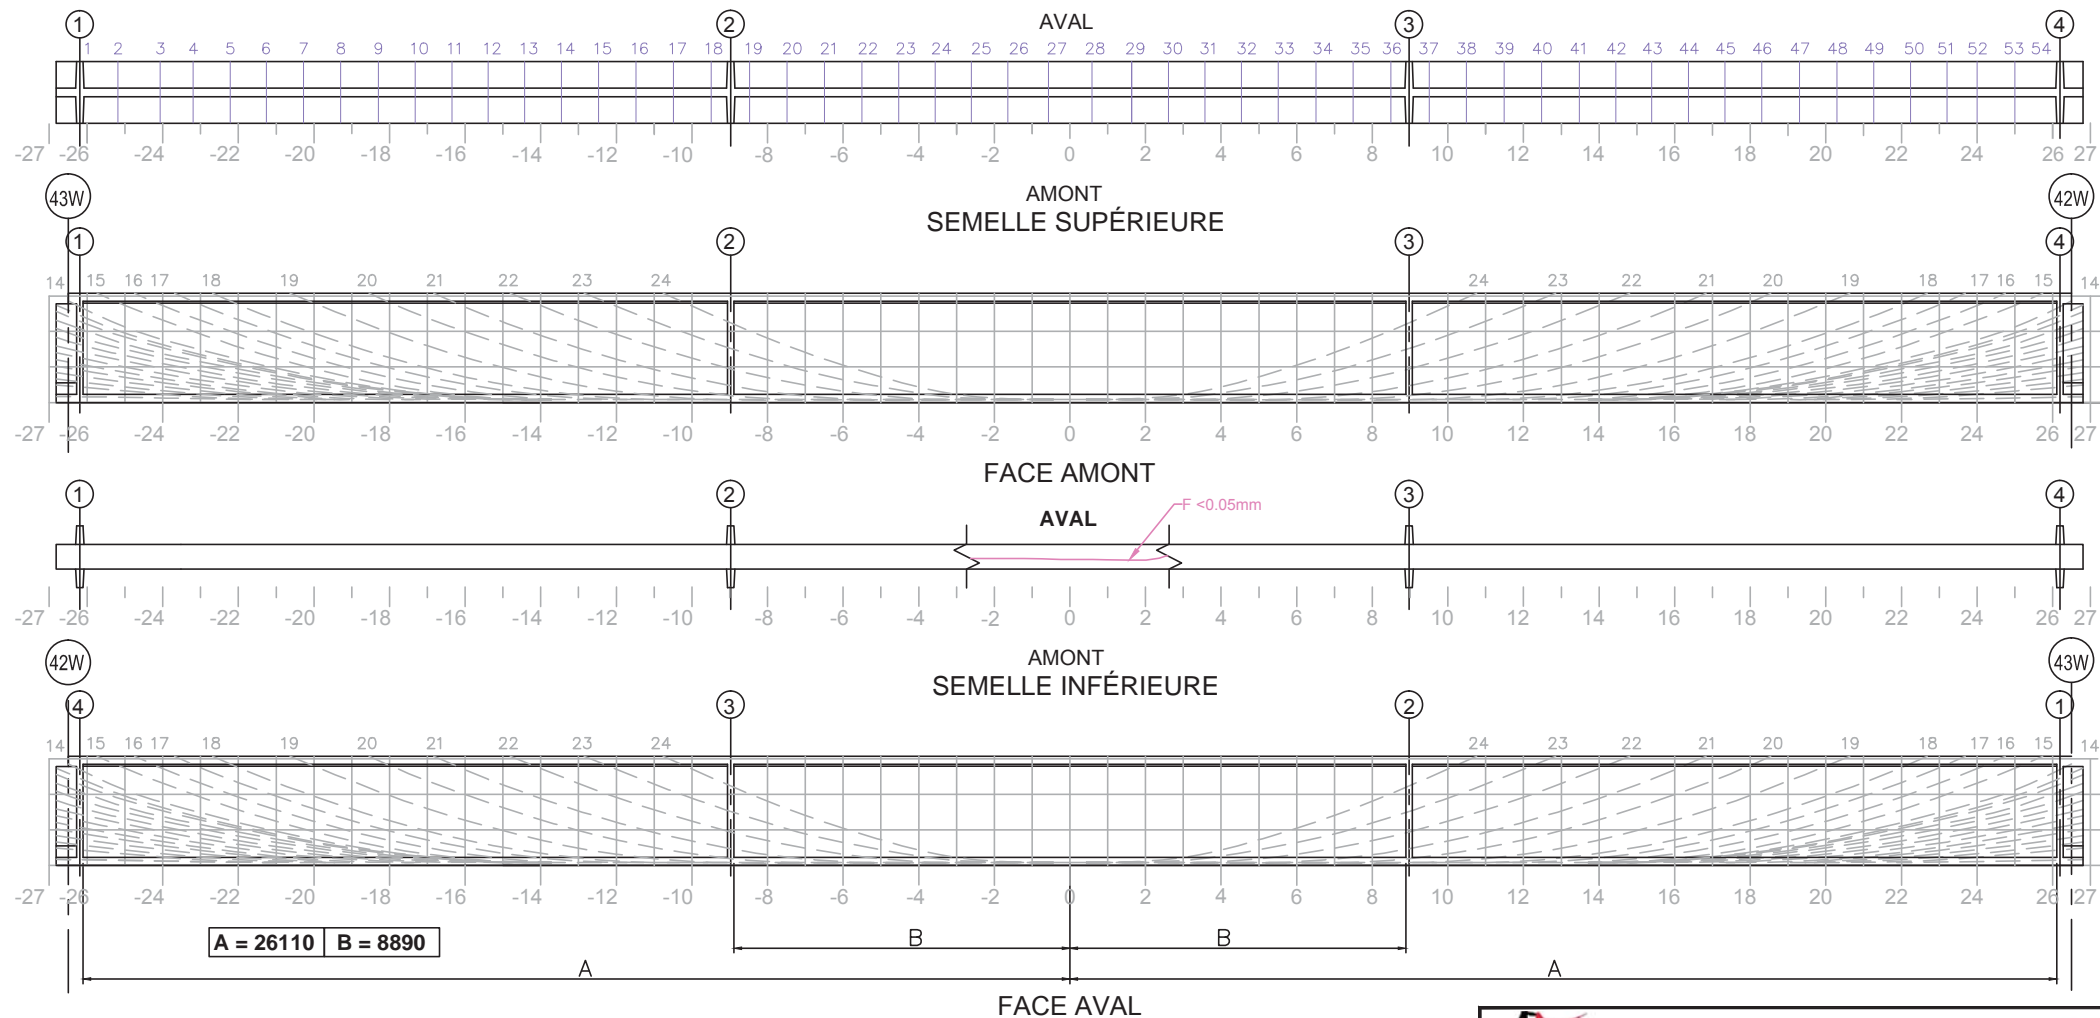 1 2 AVAL 3 4
1 2 3 4 5 6 7 8 9 10 11 12 13 14 15 16 17 18 19 20 21 22 23 24 25 26 27 28 29 30 31 32 33 34 35 36 37 38 39 40 41 42 43 44 45 46 47 48 49 50 51 52 53 54
-27 -26 -24 -22 -20 -18 -16 -14 -12 -10 -8 -6 -4 -2 0 2 4 6 8 10 12 14 16 18 20 22 24 26 27
43W AMONT 42W
SEMELLE SUPÉRIEURE
1 2 3 4
14 15 16 17 18 19 20 21 22 23 24 24 23 22 21 20 19 18 17 16 15 14
-27 -26 -24 -22 -20 -18 -16 -14 -12 -10 -8 -6 -4 -2 0 2 4 6 8 10 12 14 16 18 20 22 24 26 27
FACE AMONT
1 2 3 4
F <0.05mm
AVAL
-27 -26 -24 -22 -20 -18 -16 -14 -12 -10 -8 -6 -4 -2 0 2 4 6 8 10 12 14 16 18 20 22 24 26 27
42W AMONT 43W
SEMELLE INFÉRIEURE
4 3 2 1
14 15 16 17 18 19 20 21 22 23 24 24 23 22 21 20 19 18 17 16 15 14
-27 -26 -24 -22 -20 -18 -16 -14 -12 -10 -8 -6 -4 -2 0 2 4 6 8 10 12 14 16 18 20 22 24 26 27
A = 26110 B = 8890
B B
A A
FACE AVAL